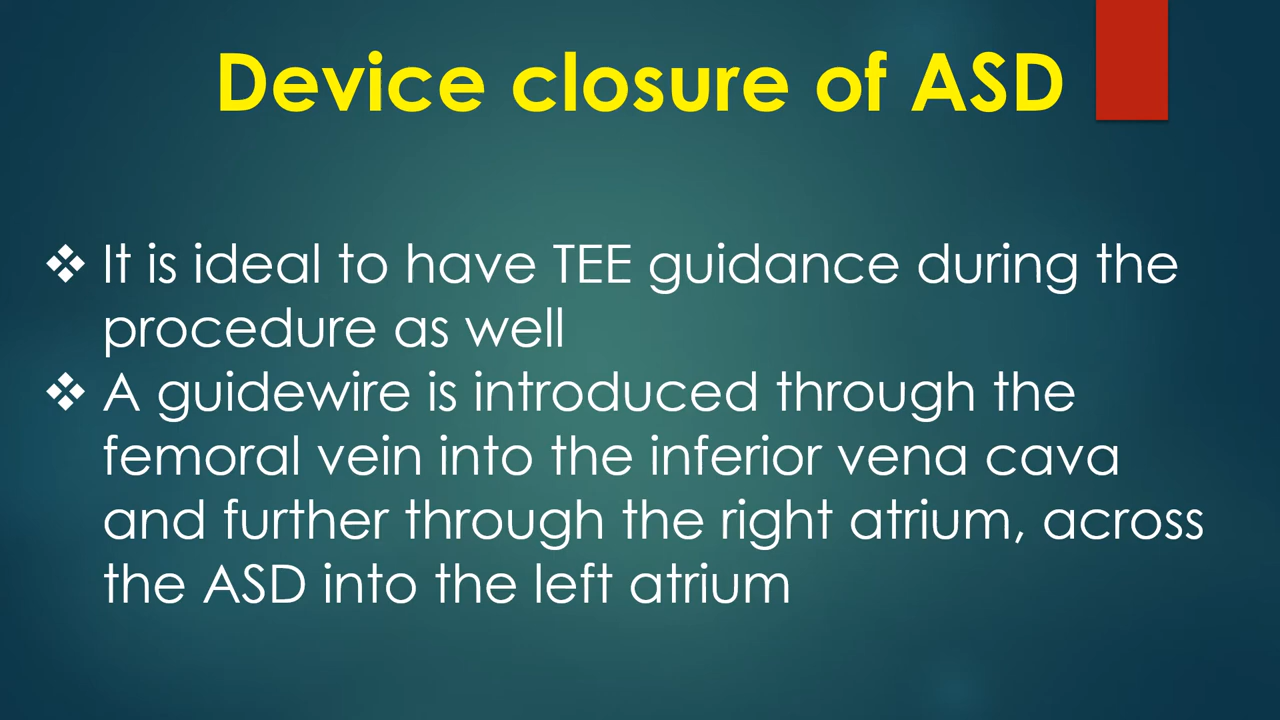 Device closure of ASD
❖ It is ideal to have TEE guidance during the
procedure as well
❖ A guidewire is introduced through the
femoral vein into the inferior vena cava
and further through the right atrium, across
the ASD into the left atrium